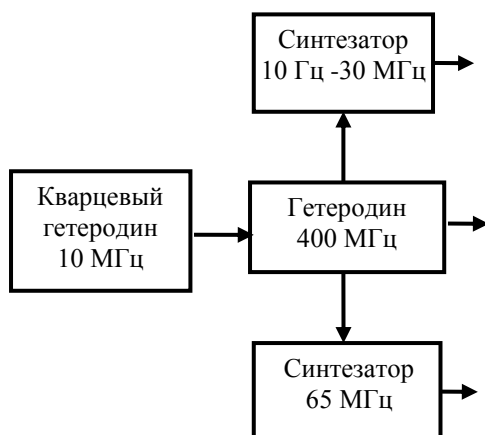 Синтезатор
10 Гц -30 МГц
Кварцевый
гетеродин
10 МГц
Гетеродин
400 МГц
Синтезатор
65 МГц